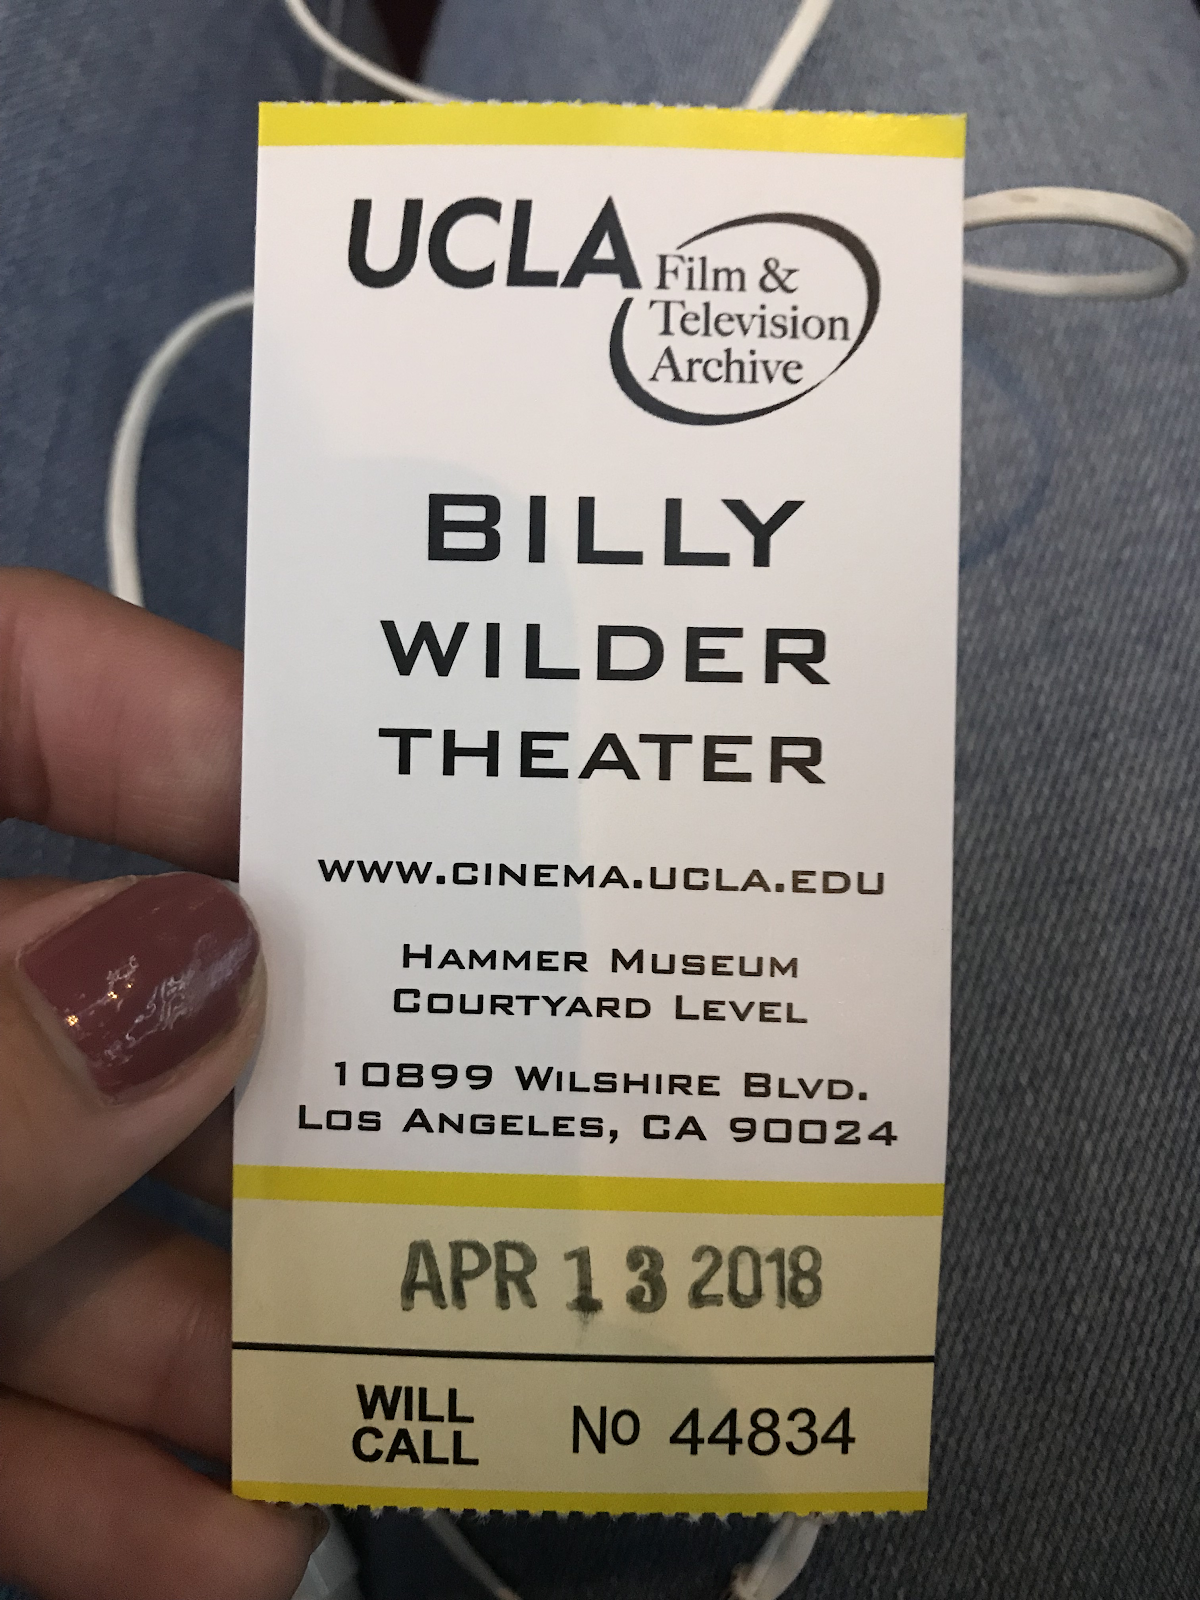 UCLA
Film &
Television
Archive
BILLY
WILDER
THEATER
WWW.CINEMA.UCLA.EDU
HAMMER MUSEUM
COURTYARD LEVEL
10899 WILSHIRE BLVD.
LOS ANGELES, CA 90024
APR 13 2018
WILL
CALL
No 44834